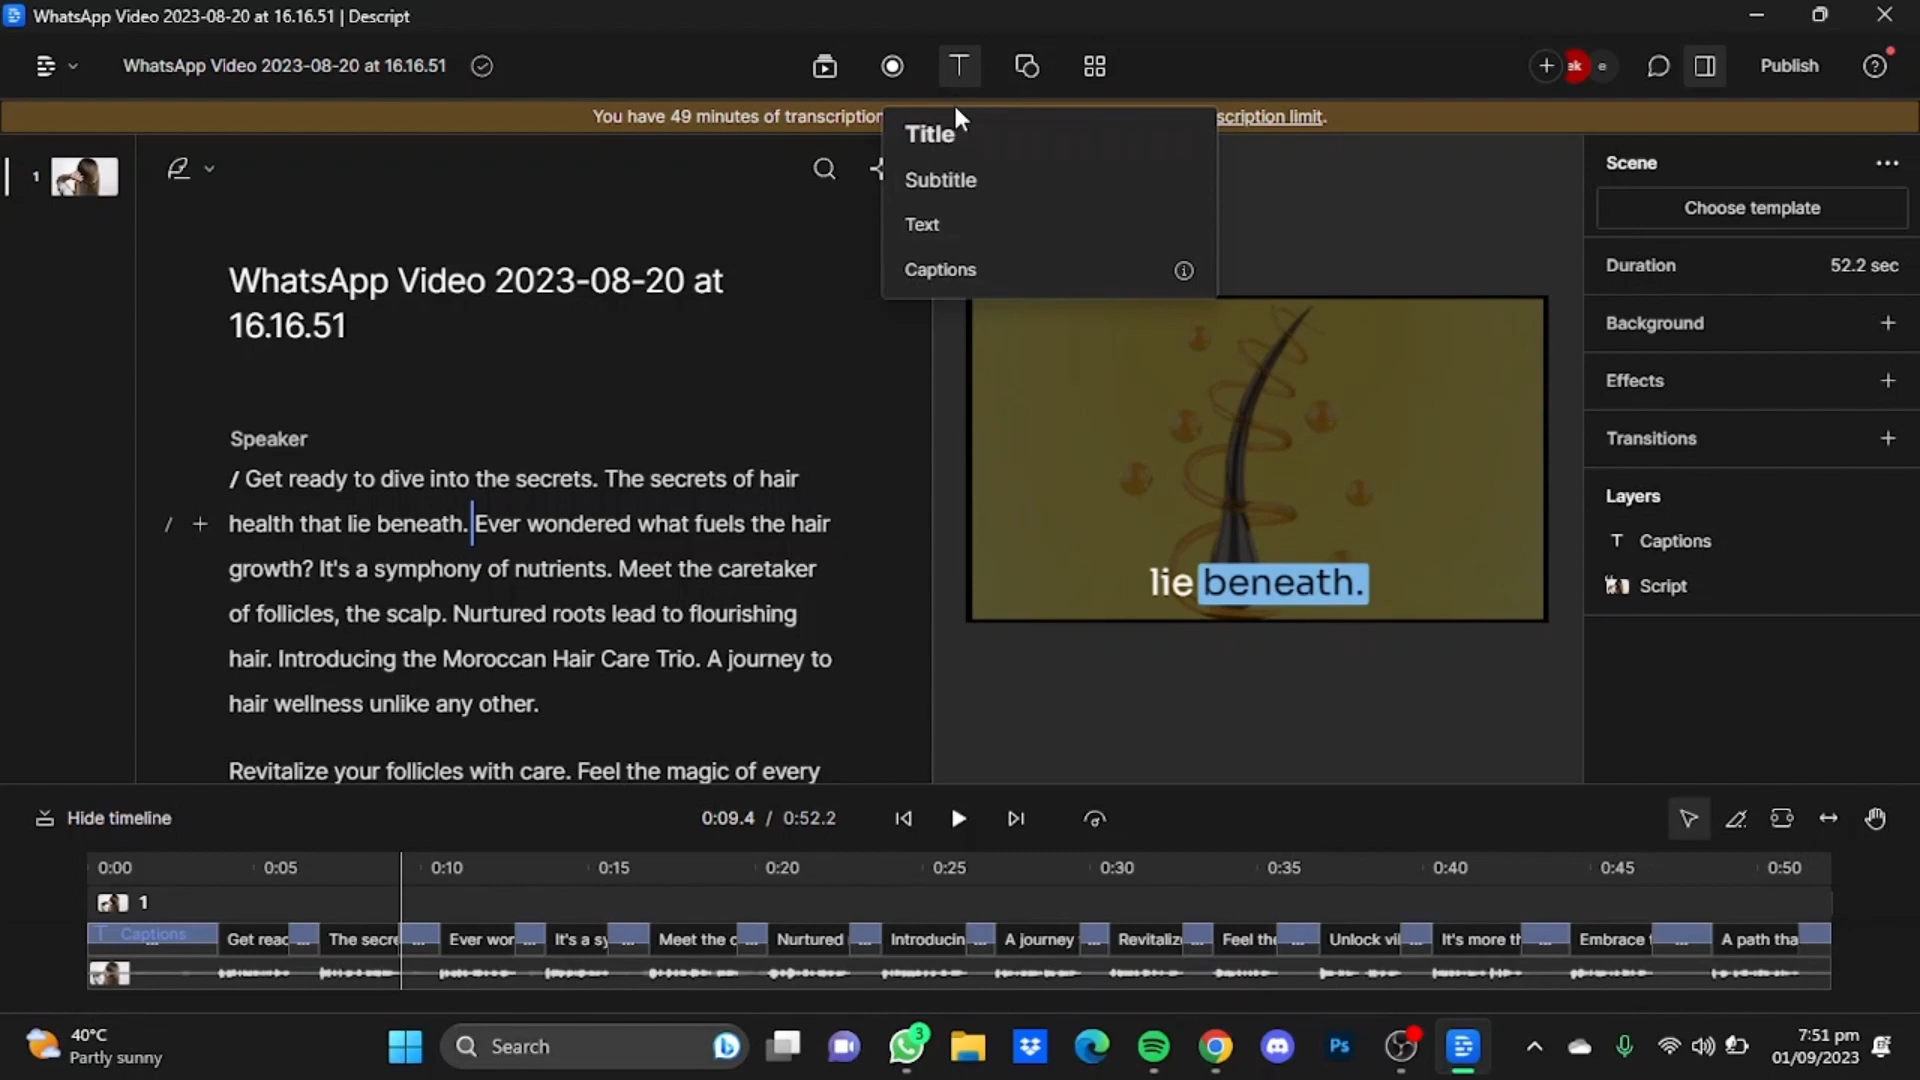 WhatsApp Video 2023-08-20 at 16.16.51 | Descript
WhatsApp Video 2023-08-20 at 16.16.51
ek
e
Publish
You have 49 minutes of transcription
scription limit.
Title
Subtitle
Text
Captions
1
WhatsApp Video 2023-08-20 at
16.16.51
Speaker
/ Get ready to dive into the secrets. The secrets of hair
/ + health that lie beneath. Ever wondered what fuels the hair
growth? It's a symphony of nutrients. Meet the caretaker
of follicles, the scalp. Nurtured roots lead to flourishing
hair. Introducing the Moroccan Hair Care Trio. A journey to
hair wellness unlike any other.
Revitalize your follicles with care. Feel the magic of every
lie beneath.
Scene
Choose template
Duration 52.2 sec
Background +
Effects +
Transitions +
Layers
T Captions
Script
Hide timeline
0:09.4 / 0:52.2
0:00 0:05 0:10 0:15 0:20 0:25 0:30 0:35 0:40 0:45 0:50
1
T Captions ... Get reac ... The secre ... Ever wor ... It's a sy ... Meet the c ... Nurtured ... Introducin ... A journey ... Revitaliz ... Feel the ... Unlock vi ... It's more th ... Embrace t ... A path tha
40°C
Partly sunny
Search
3
Ps
7:51 pm
01/09/2023